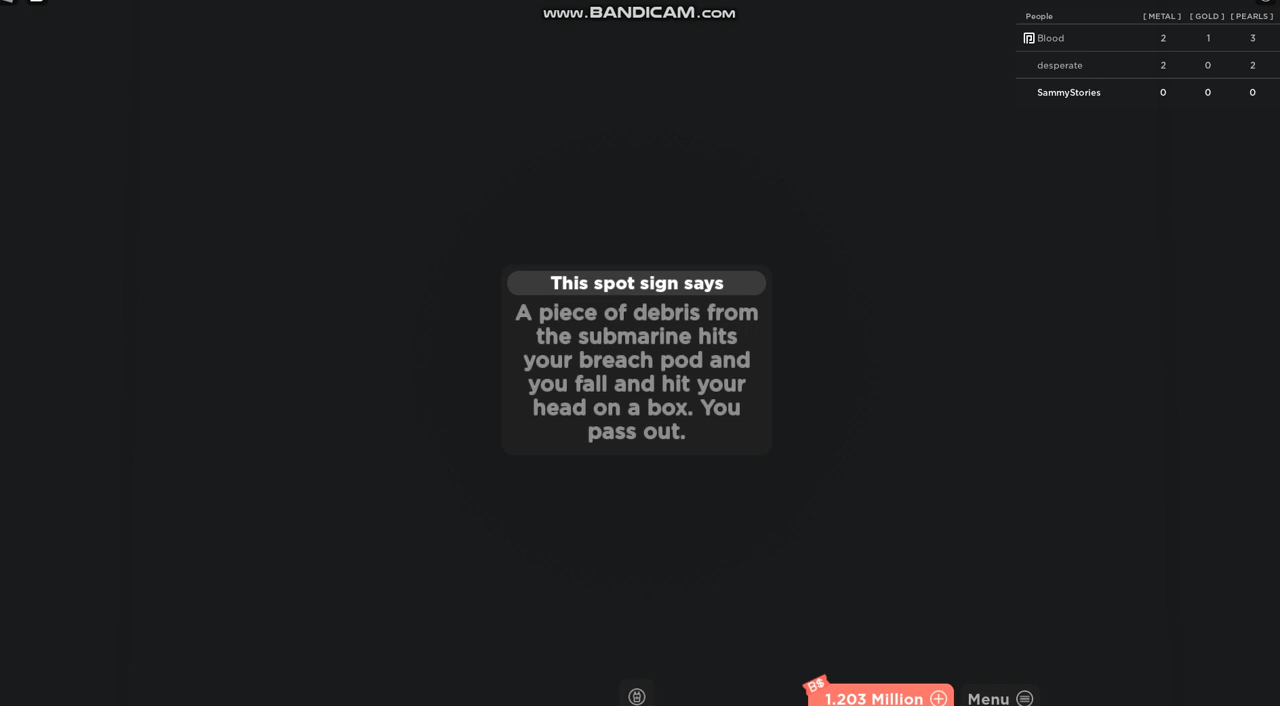 www.BANDICAM.com
People [ METAL ] [ GOLD ] [ PEARLS ]
Blood 2 1 3
desperate 2 0 2
SammyStories 0 0 0
This spot sign says
A piece of debris from
the submarine hits
your breach pod and
you fall and hit your
head on a box. You
pass out.
B$
1.203 Million
Menu